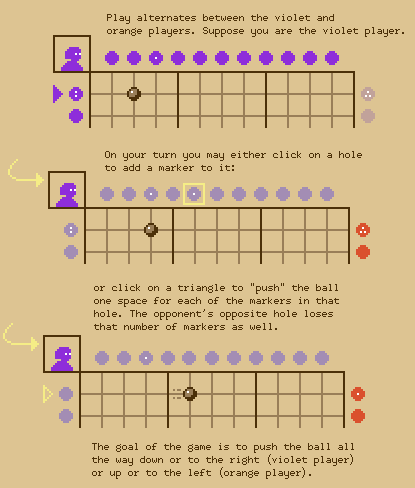 Play alternates between the violet and
orange players. Suppose you are the violet player.
On your turn you may either click on a hole
to add a marker to it:
or click on a triangle to "push" the ball
one space for each of the markers in that
hole. The opponent's opposite hole loses
that number of markers as well.
The goal of the game is to push the ball all
the way down or to the right (violet player)
or up or to the left (orange player).